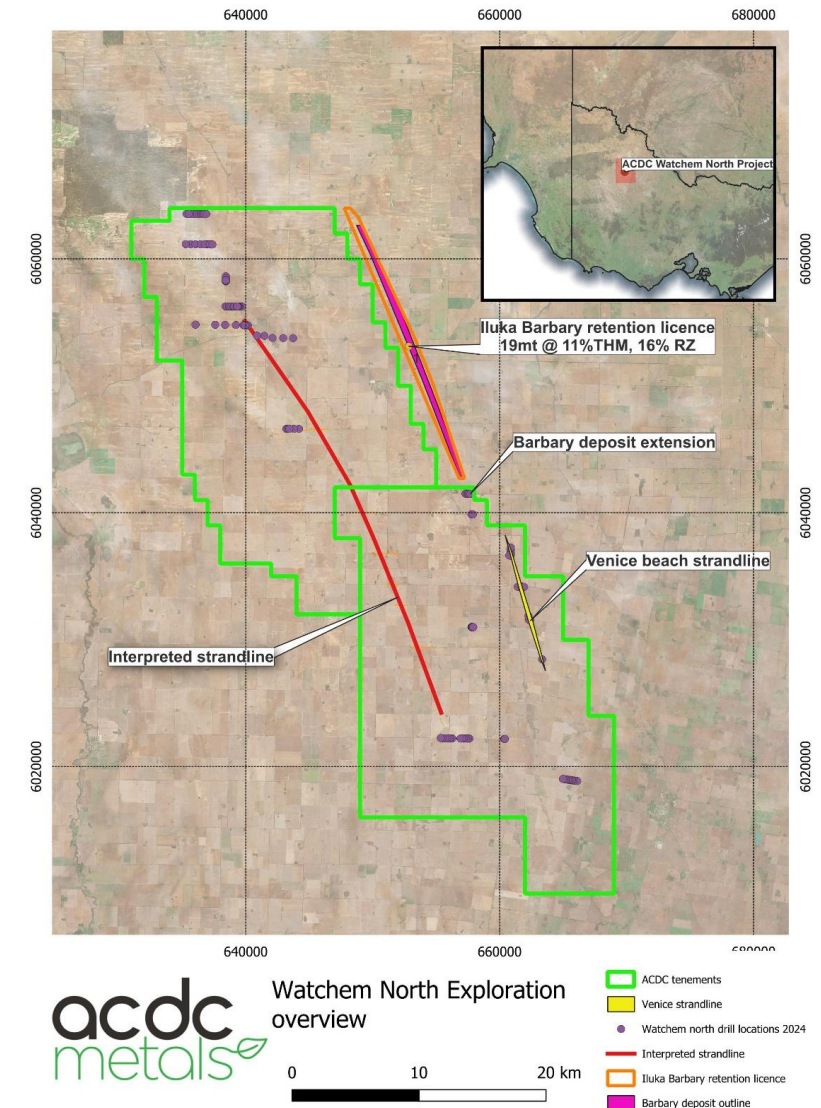 640000
660000
680000
6060000
6060000
ACDC Watchem North Project
Iluka Barbary retention licence
19mt @ 11%THM, 16% RZ
Barbary deposit extension
6040000
6040000
Venice beach strandline
Interpreted strandline
6020000
6020000
640000
660000
680000
acdc
metals
Watchem North Exploration
overview
0
10
20 km
ACDC tenements
Venice strandline
Watchem north drill locations 2024
Interpreted strandline
Iluka Barbary retention licence
Barbary deposit outline